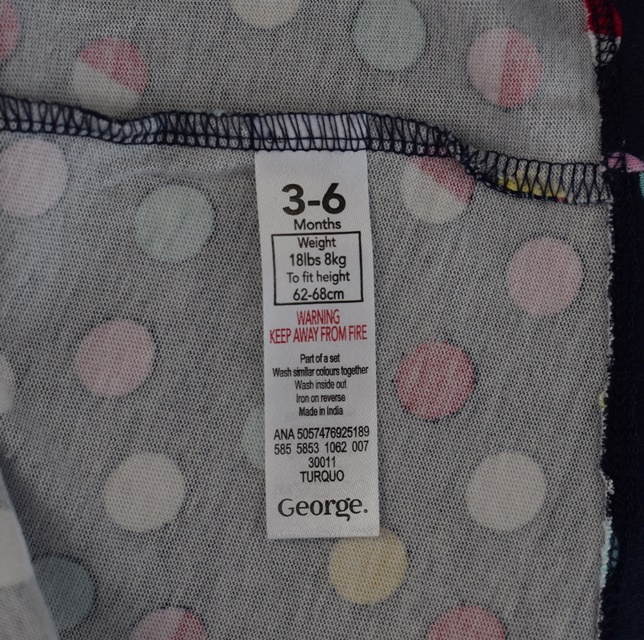 3-6
Months
Weight
18lbs 8kg
To fit height
62-68cm
WARNING
KEEP AWAY FROM FIRE
Part of a set
Wash similar colours together
Wash inside out
Iron on reverse
Made in India
ANA 5057476925189
585 5853 1062 007
30011
TURQUO
George.